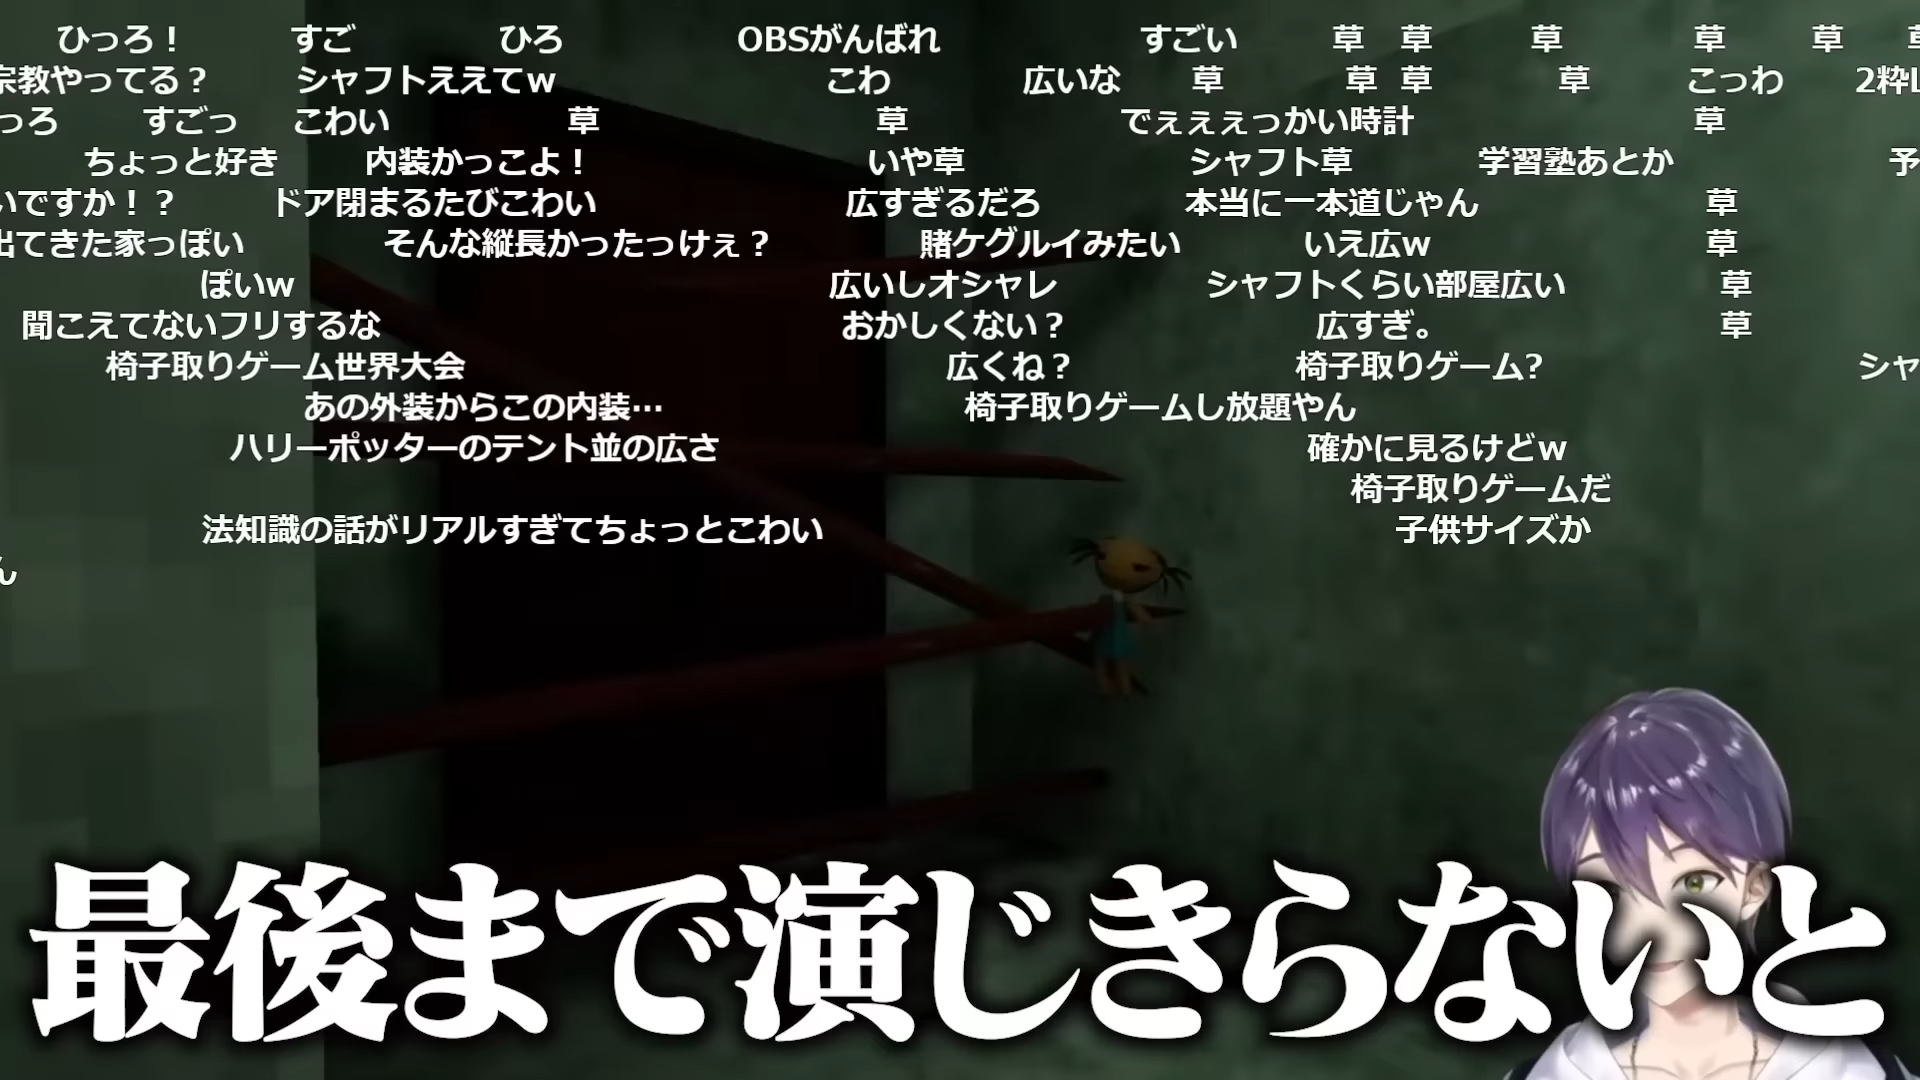 ひっろ！ すご ひろ OBSがんばれ すごい 草 草 草 草 草
宗教やってる？ シャフトええてw こわ 広いな 草 草 草 草 こっわ 2粋
っろ すごっ こわい 草 草 でぇぇぇっかい時計 草
ちょっと好き 内装かっこよ！ いや草 シャフト草 学習塾あとか 予
いですか！？ ドア閉まるたびこわい 広すぎるだろ 本当に一本道じゃん 草
出てきた家っぽい そんな縦長かったっけぇ？ 賭ケグルイみたい いえ広w 草
ぽいw 広いしオシャレ シャフトくらい部屋広い 草
聞こえてないフリするな おかしくない？ 広すぎ。 草
椅子取りゲーム世界大会 広くね？ 椅子取りゲーム? シャ
あの外装からこの内装… 椅子取りゲームし放題やん
ハリーポッターのテント並の広さ 確かに見るけどw
椅子取りゲームだ
法知識の話がリアルすぎてちょっとこわい 子供サイズか
ん
最後まで演じきらないと